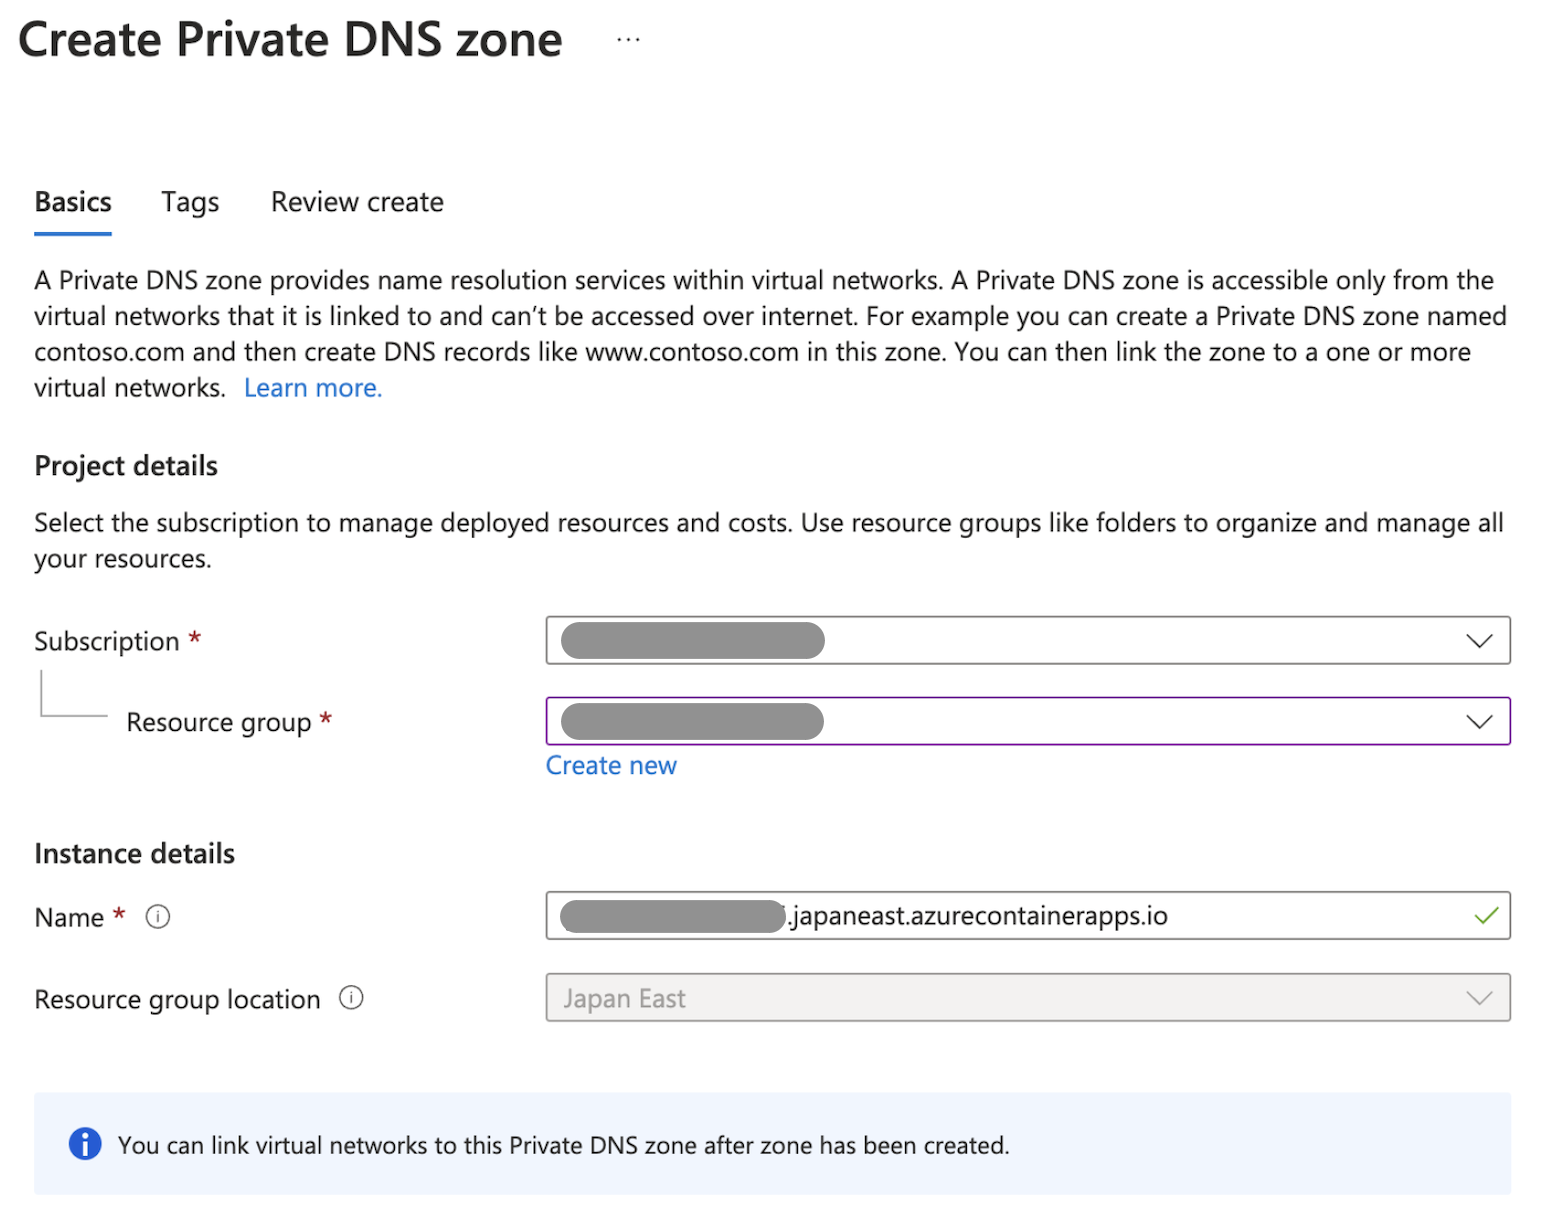 Create Private DNS zone ...
Basics Tags Review create
A Private DNS zone provides name resolution services within virtual networks. A Private DNS zone is accessible only from the
virtual networks that it is linked to and can’t be accessed over internet. For example you can create a Private DNS zone named
contoso.com and then create DNS records like www.contoso.com in this zone. You can then link the zone to a one or more
virtual networks. Learn more.
Project details
Select the subscription to manage deployed resources and costs. Use resource groups like folders to organize and manage all
your resources.
Subscription *
Resource group *
Create new
Instance details
Name * .japaneast.azurecontainerapps.io
Resource group location Japan East
You can link virtual networks to this Private DNS zone after zone has been created.